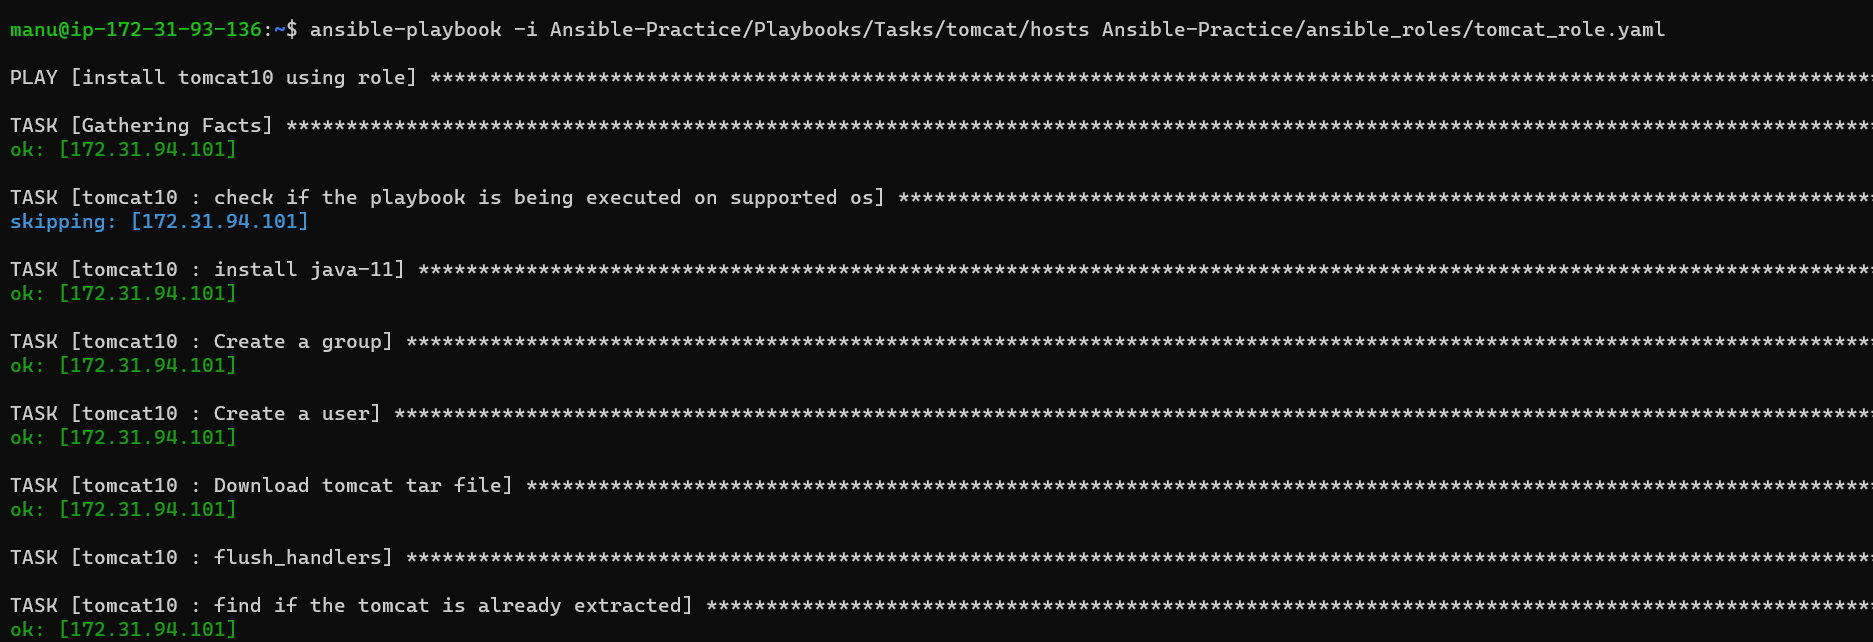 manu@ip-172-31-93-136:~$ ansible-playbook -i Ansible-Practice/Playbooks/Tasks/tomcat/hosts Ansible-Practice/ansible_roles/tomcat_role.yaml
PLAY [install tomcat10 using role] **************************************************************************************************************************
TASK [Gathering Facts] **************************************************************************************************************************************
ok: [172.31.94.101]
TASK [tomcat10 : check if the playbook is being executed on supported os] ***********************************************************************************
skipping: [172.31.94.101]
TASK [tomcat10 : install java-11] ***************************************************************************************************************************
ok: [172.31.94.101]
TASK [tomcat10 : Create a group] ****************************************************************************************************************************
ok: [172.31.94.101]
TASK [tomcat10 : Create a user] *****************************************************************************************************************************
ok: [172.31.94.101]
TASK [tomcat10 : Download tomcat tar file] ******************************************************************************************************************
ok: [172.31.94.101]
TASK [tomcat10 : flush_handlers] ****************************************************************************************************************************
TASK [tomcat10 : find if the tomcat is already extracted] ***************************************************************************************************
ok: [172.31.94.101]